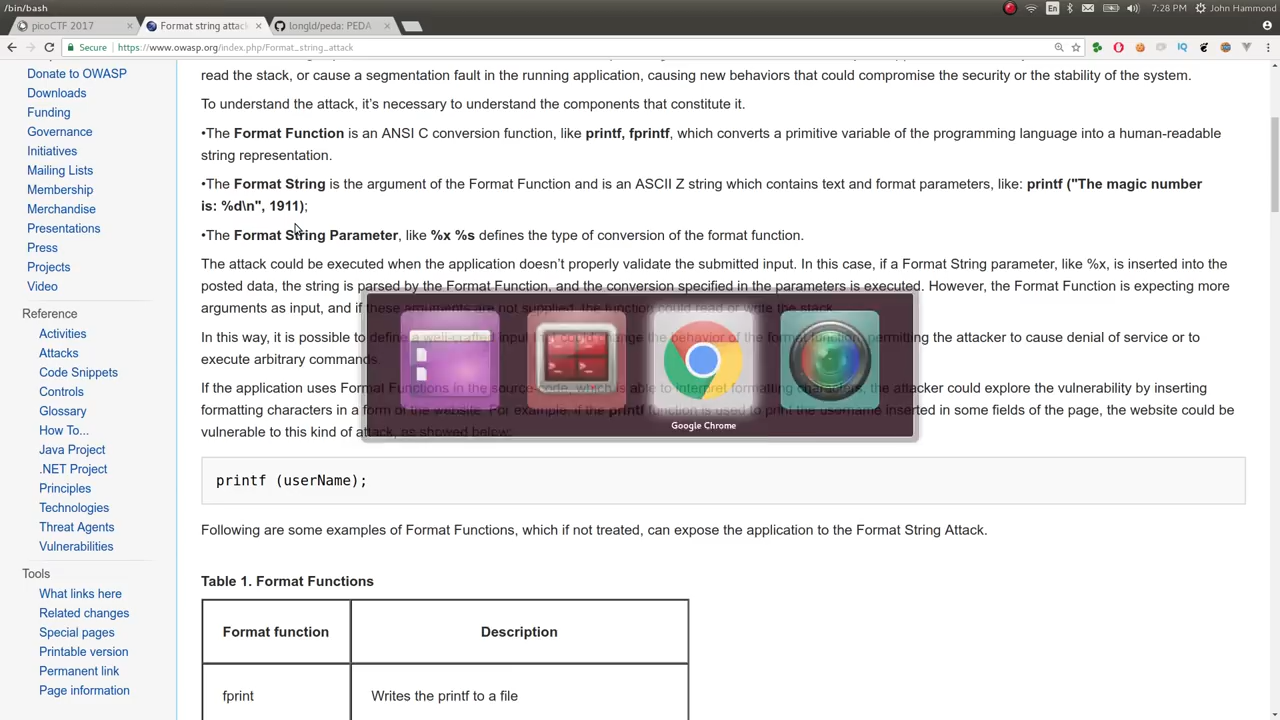 /bin/bash
En
7:28 PM
John Hammond
picoCTF 2017
Format string attac
longld/peda: PEDA
Secure
https://www.owasp.org/index.php/Format_string_attack
Donate to OWASP
Downloads
Funding
Governance
Initiatives
Mailing Lists
Membership
Merchandise
Presentations
Press
Projects
Video
Reference
Activities
Attacks
Code Snippets
Controls
Glossary
How To...
Java Project
.NET Project
Principles
Technologies
Threat Agents
Vulnerabilities
Tools
What links here
Related changes
Special pages
Printable version
Permanent link
Page information
read the stack, or cause a segmentation fault in the running application, causing new behaviors that could compromise the security or the stability of the system.
To understand the attack, it's necessary to understand the components that constitute it.
•The Format Function is an ANSI C conversion function, like printf, fprintf, which converts a primitive variable of the programming language into a human-readable
string representation.
•The Format String is the argument of the Format Function and is an ASCII Z string which contains text and format parameters, like: printf ("The magic number
is: %d\n", 1911);
•The Format String Parameter, like %x %s defines the type of conversion of the format function.
The attack could be executed when the application doesn't properly validate the submitted input. In this case, if a Format String parameter, like %x, is inserted into the
posted data, the string is parsed by the Format Function, and the conversion specified in the parameters is executed. However, the Format Function is expecting more
arguments as input, and if these arguments are not supplied, the function could read or write the stack.
In this way, it is possible to define a well-crafted input that could change the behavior of the format function, permitting the attacker to cause denial of service or to
execute arbitrary commands.
If the application uses Format Functions in the source-code, which is able to interpret formatting characters, the attacker could explore the vulnerability by inserting
formatting characters in a form of the website. For example, if the printf function is used to print the username inserted in some fields of the page, the website could be
vulnerable to this kind of attack, as showed below:
Google Chrome
printf (userName);
Following are some examples of Format Functions, which if not treated, can expose the application to the Format String Attack.
Table 1. Format Functions
Format function
Description
fprint
Writes the printf to a file